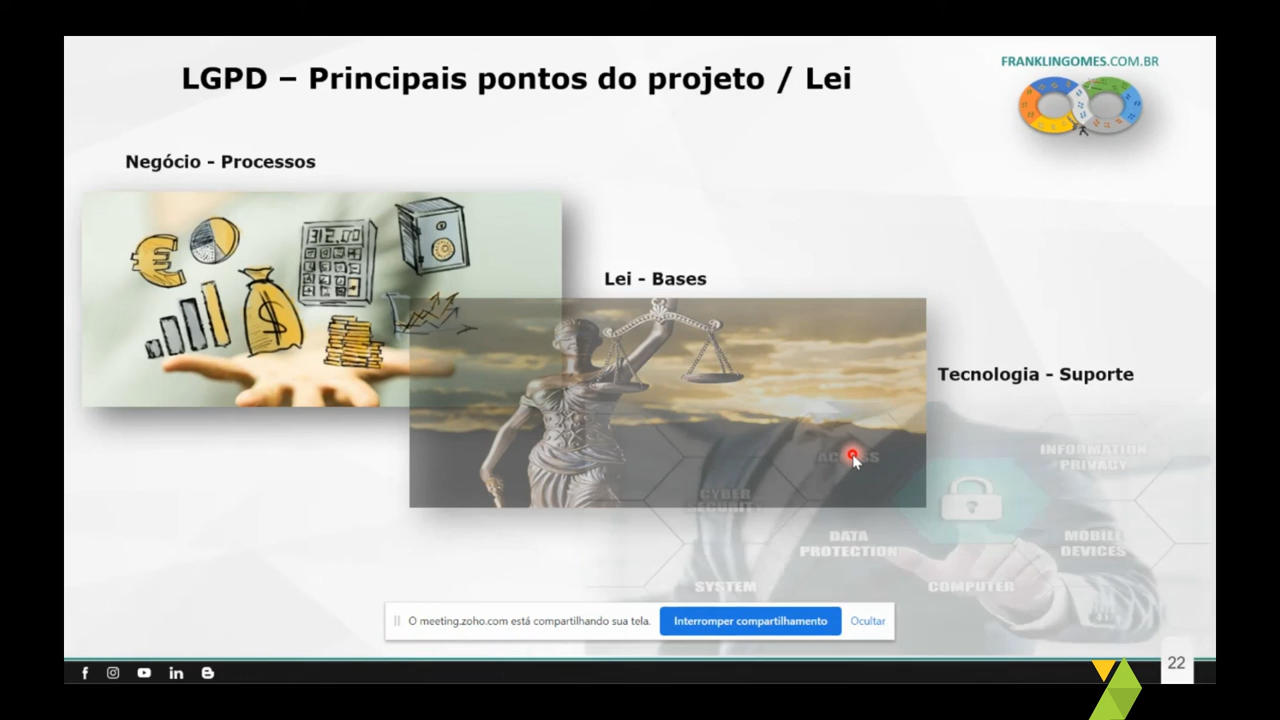 LGPD – Principais pontos do projeto / Lei
FRANKLINGOMES.COM.BR
Negócio - Processos
312,00
Lei - Bases
Tecnologia - Suporte
ACCESS
INFORMATION
PRIVACY
CYBER
SECURITY
DATA
PROTECTION
MOBILE
DEVICES
SYSTEM
COMPUTER
O meeting.zoho.com está compartilhando sua tela.
Interromper compartilhamento
Ocultar
22